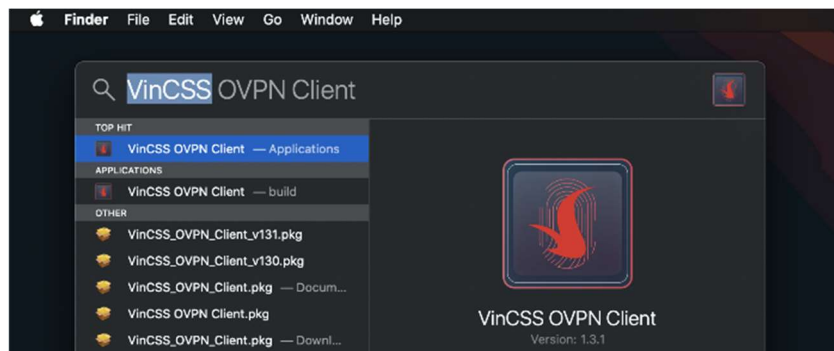 Finder File Edit View Go Window Help
VinCSS OVPN Client
TOP HIT
VinCSS OVPN Client — Applications
APPLICATIONS
VinCSS OVPN Client — build
OTHER
VinCSS_OVPN_Client_v131.pkg
VinCSS_OVPN_Client_v130.pkg
VinCSS_OVPN_Client.pkg — Docum...
VinCSS OVPN Client.pkg
VinCSS_OVPN_Client.pkg — Downl...
VinCSS OVPN Client
Version: 1.3.1